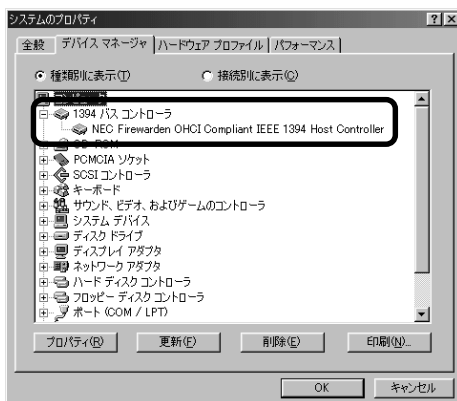 システムのプロパティ
全般 デバイス マネージャ ハードウェア プロファイル パフォーマンス
種類別に表示(T) 接続別に表示(C)
コンピュータ
1394 バス コントローラ
NEC Firewarden OHCI Compliant IEEE 1394 Host Controller
CD-ROM
PCMCIA ソケット
SCSI コントローラ
キーボード
サウンド、ビデオ、およびゲームのコントローラ
システム デバイス
ディスク ドライブ
ディスプレイ アダプタ
ネットワーク アダプタ
ハード ディスク コントローラ
フロッピー ディスク コントローラ
ポート (COM / LPT)
プロパティ(R) 更新(F) 削除(E) 印刷(N)...
OK キャンセル